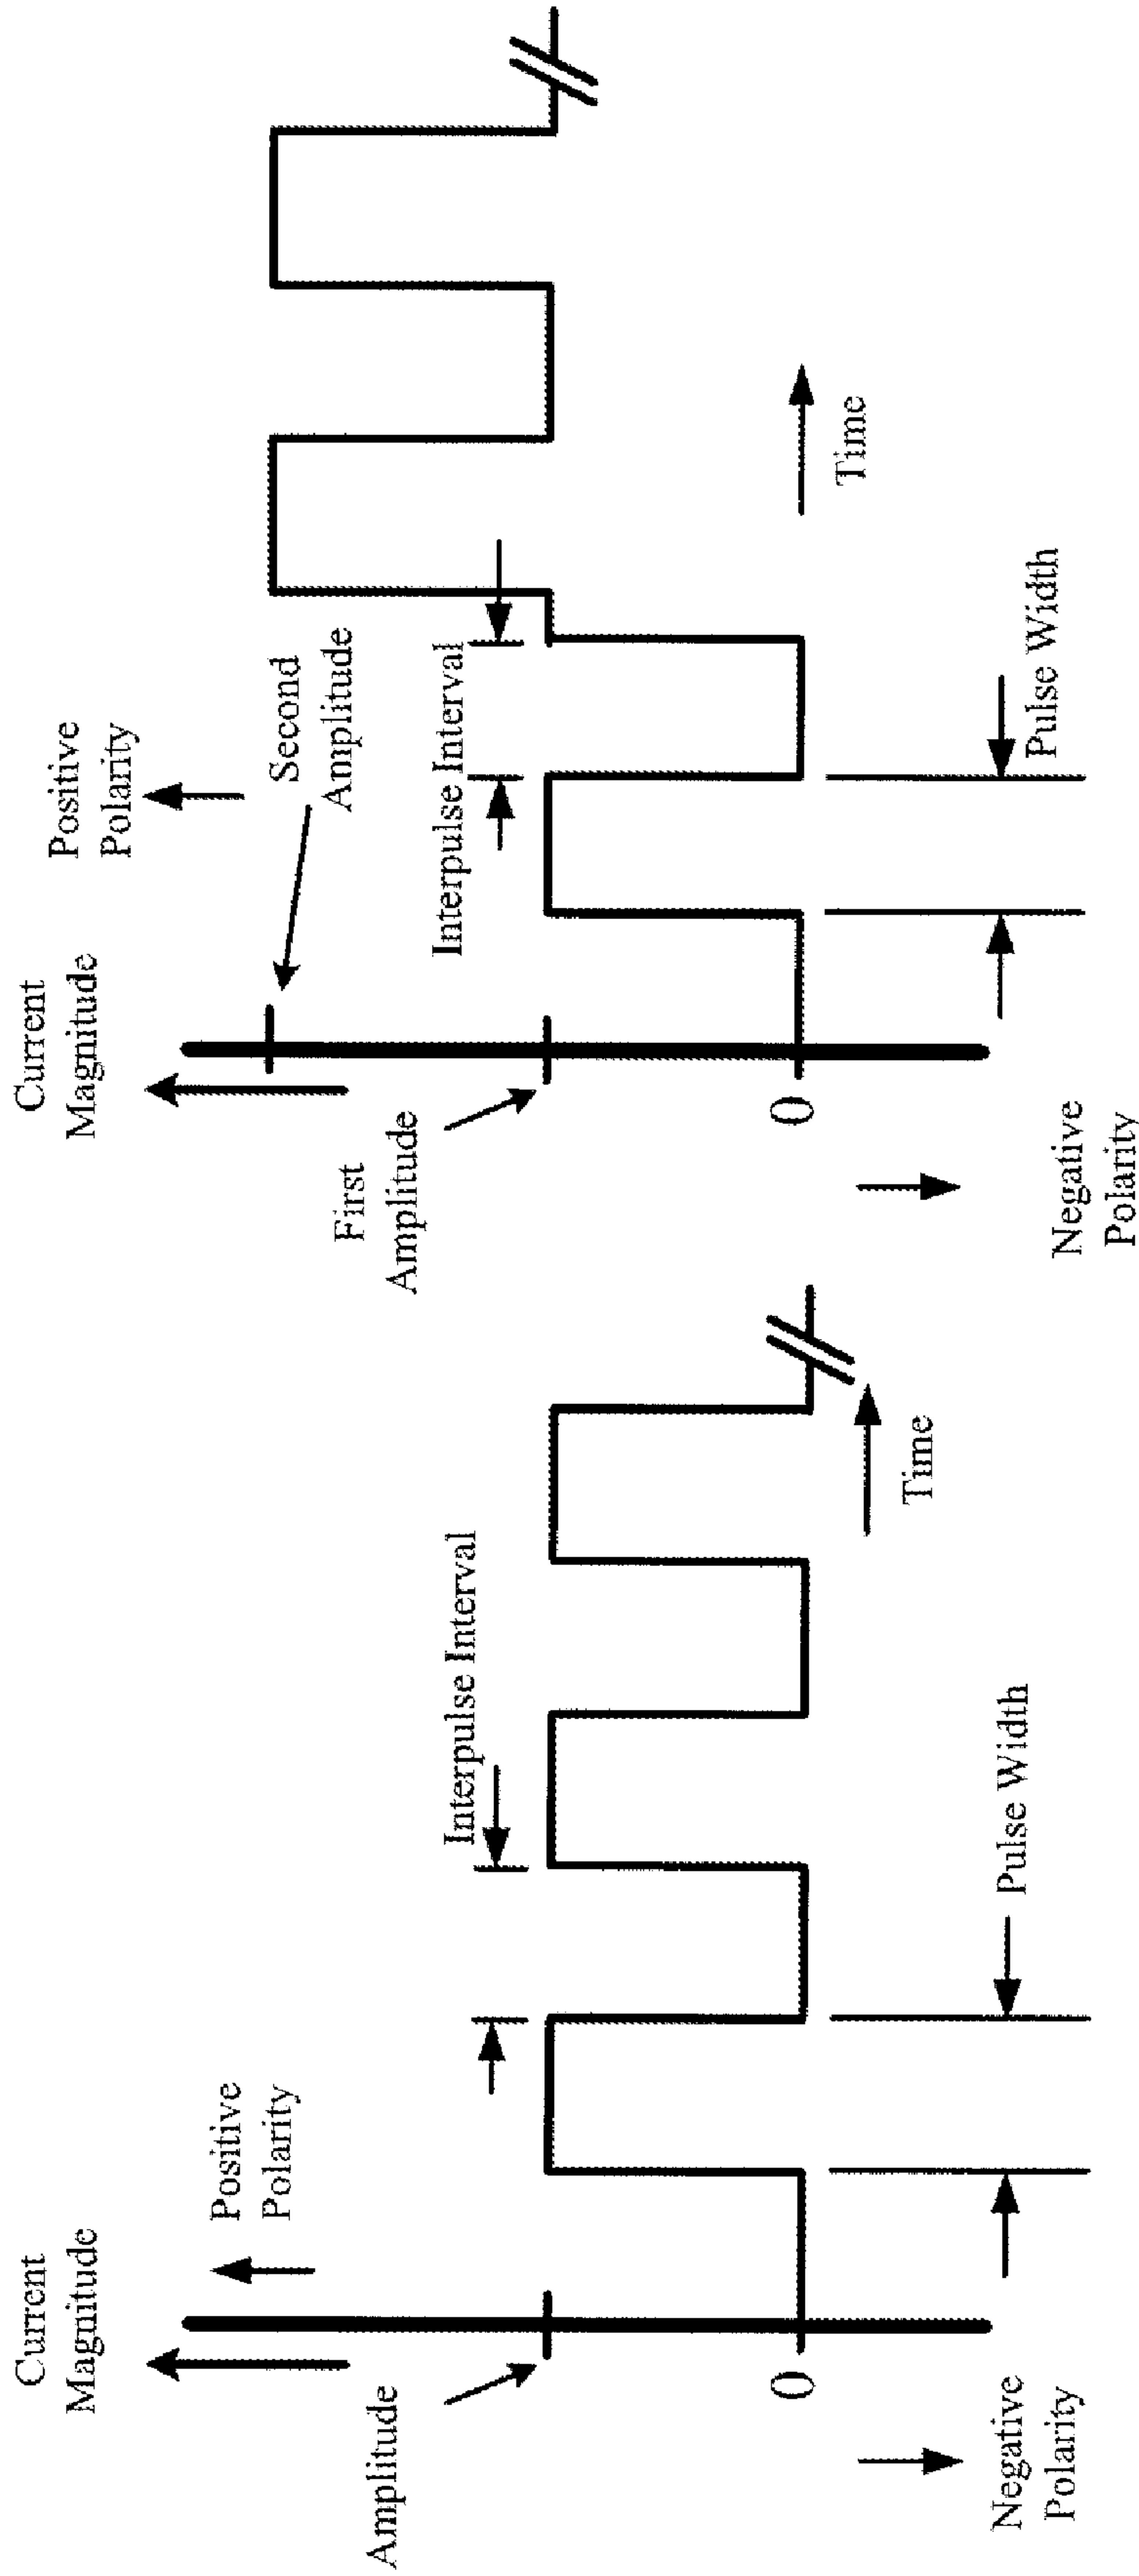 Current
Magnitude
Positive
Polarity
Amplitude
Interpulse Interval
0
Time
Negative
Polarity
Pulse Width
Current
Magnitude
Positive
Polarity
Second
Amplitude
First
Amplitude
Interpulse Interval
0
Time
Negative
Polarity
Pulse Width